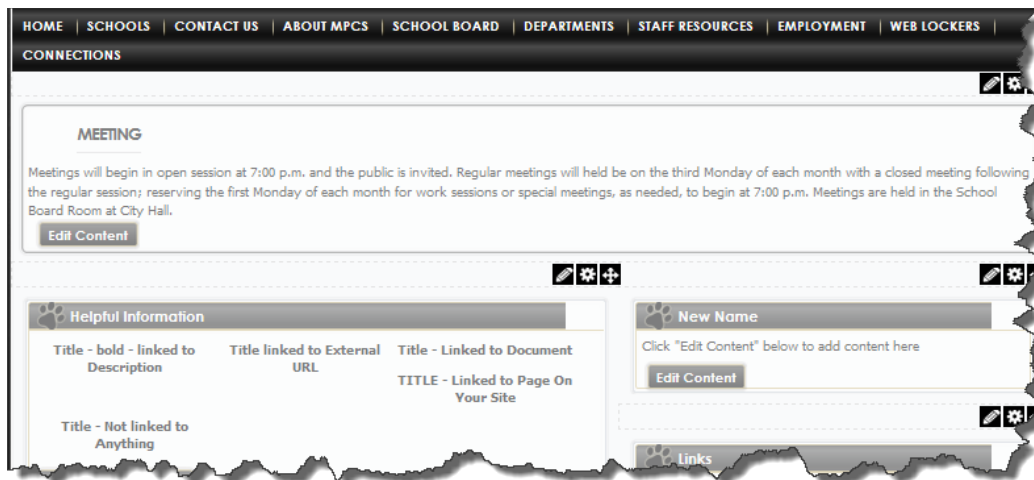 HOME | SCHOOLS | CONTACT US | ABOUT MPCS | SCHOOL BOARD | DEPARTMENTS | STAFF RESOURCES | EMPLOYMENT | WEB LOCKERS |
CONNECTIONS
MEETING
Meetings will begin in open session at 7:00 p.m. and the public is invited. Regular meetings will held be on the third Monday of each month with a closed meeting following
the regular session; reserving the first Monday of each month for work sessions or special meetings, as needed, to begin at 7:00 p.m. Meetings are held in the School
Board Room at City Hall.
Edit Content
Helpful Information
Title - bold - linked to
Description
Title linked to External
URL
Title - Linked to Document
TITLE - Linked to Page On
Your Site
Title - Not linked to
Anything
New Name
Click "Edit Content" below to add content here
Edit Content
Links